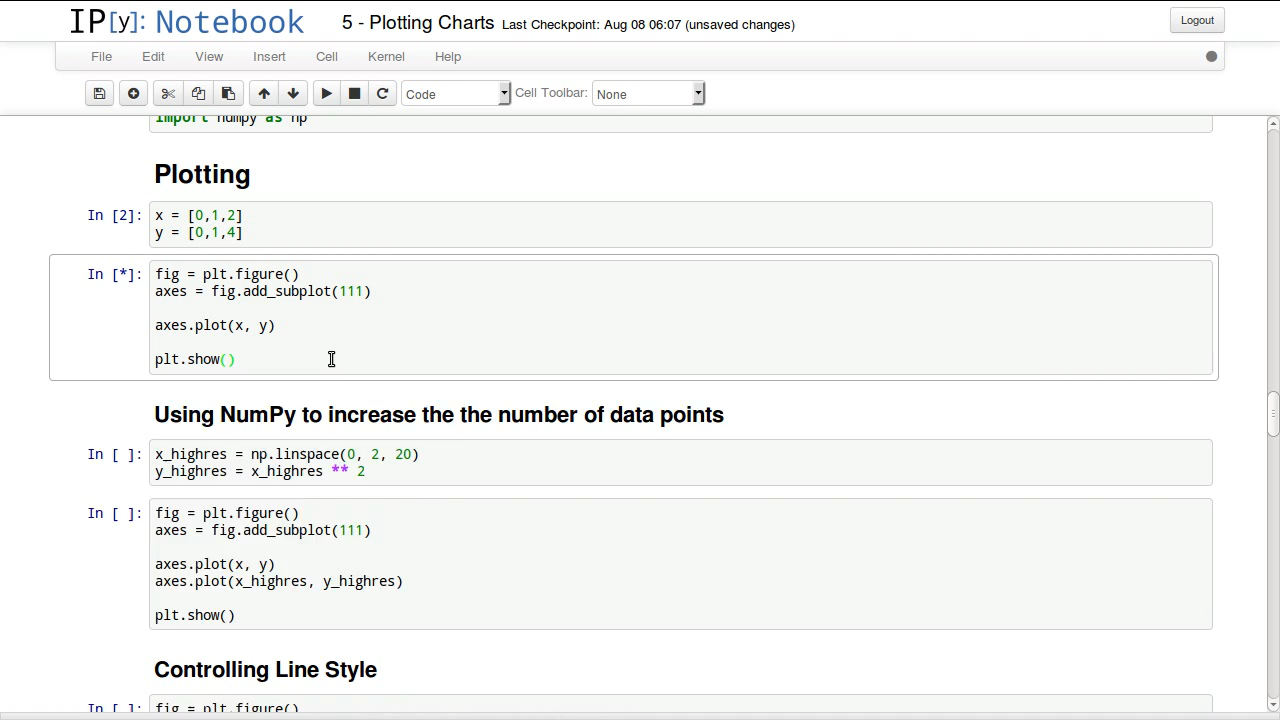 IP[y]: Notebook 5 - Plotting Charts Last Checkpoint: Aug 08 06:07 (unsaved changes) Logout
File Edit View Insert Cell Kernel Help
Code Cell Toolbar: None
import numpy as np
Plotting
In [2]: x = [0,1,2]
y = [0,1,4]
In [*]: fig = plt.figure()
axes = fig.add_subplot(111)
axes.plot(x, y)
plt.show()
Using NumPy to increase the the number of data points
In [ ]: x_highres = np.linspace(0, 2, 20)
y_highres = x_highres ** 2
In [ ]: fig = plt.figure()
axes = fig.add_subplot(111)
axes.plot(x, y)
axes.plot(x_highres, y_highres)
plt.show()
Controlling Line Style
In [ ]: fig = plt.figure()